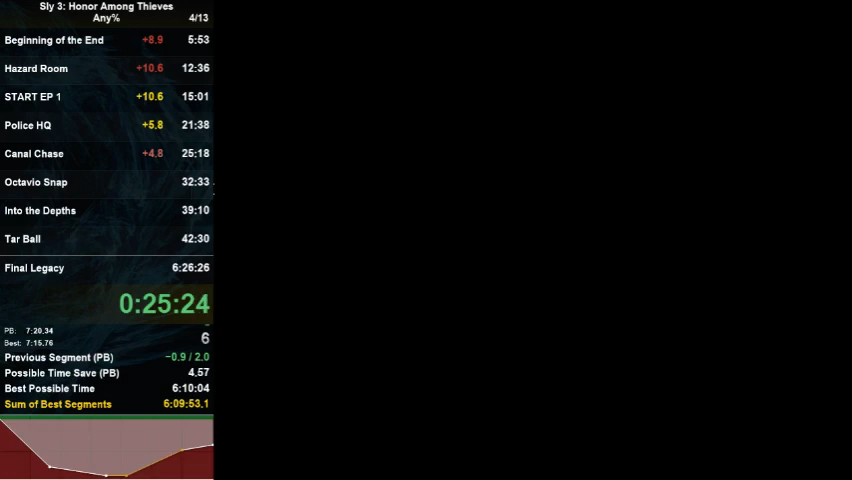 Sly 3: Honor Among Thieves
Any% 4/13
Beginning of the End +8.9 5:53
Hazard Room +10.6 12:36
START EP 1 +10.6 15:01
Police HQ +5.8 21:38
Canal Chase +4.8 25:18
Octavio Snap 32:33
Into the Depths 39:10
Tar Ball 42:30
Final Legacy 6:26:26
0:25:24
PB: 7:20.34
Best: 7:15.76
6
Previous Segment (PB) −0.9 / 2.0
Possible Time Save (PB) 4.57
Best Possible Time 6:10:04
Sum of Best Segments 6:09:53.1